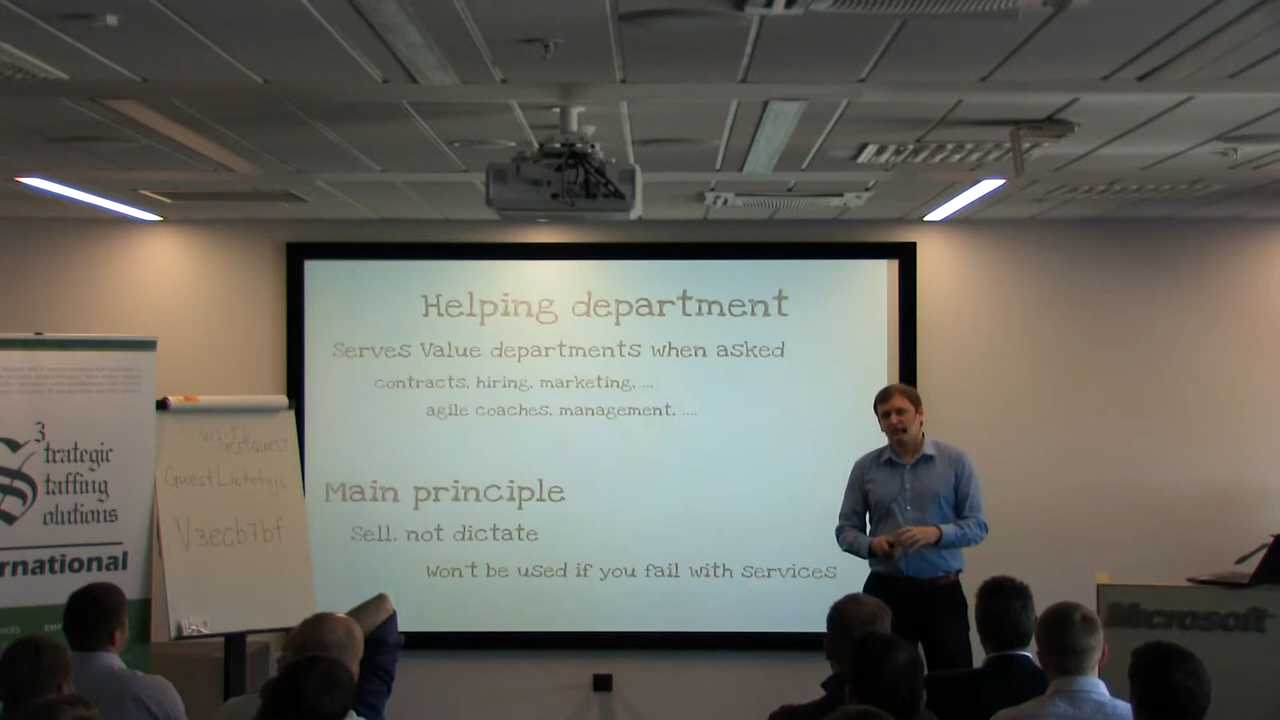 Helping department
Serves Value departments when asked
contracts, hiring, marketing, ...
agile coaches, management, ....
Main principle
Sell, not dictate
Won't be used if you fail with services
S3
trategic
taffing
olutions
rnational
V3ecb7bf
Microsoft